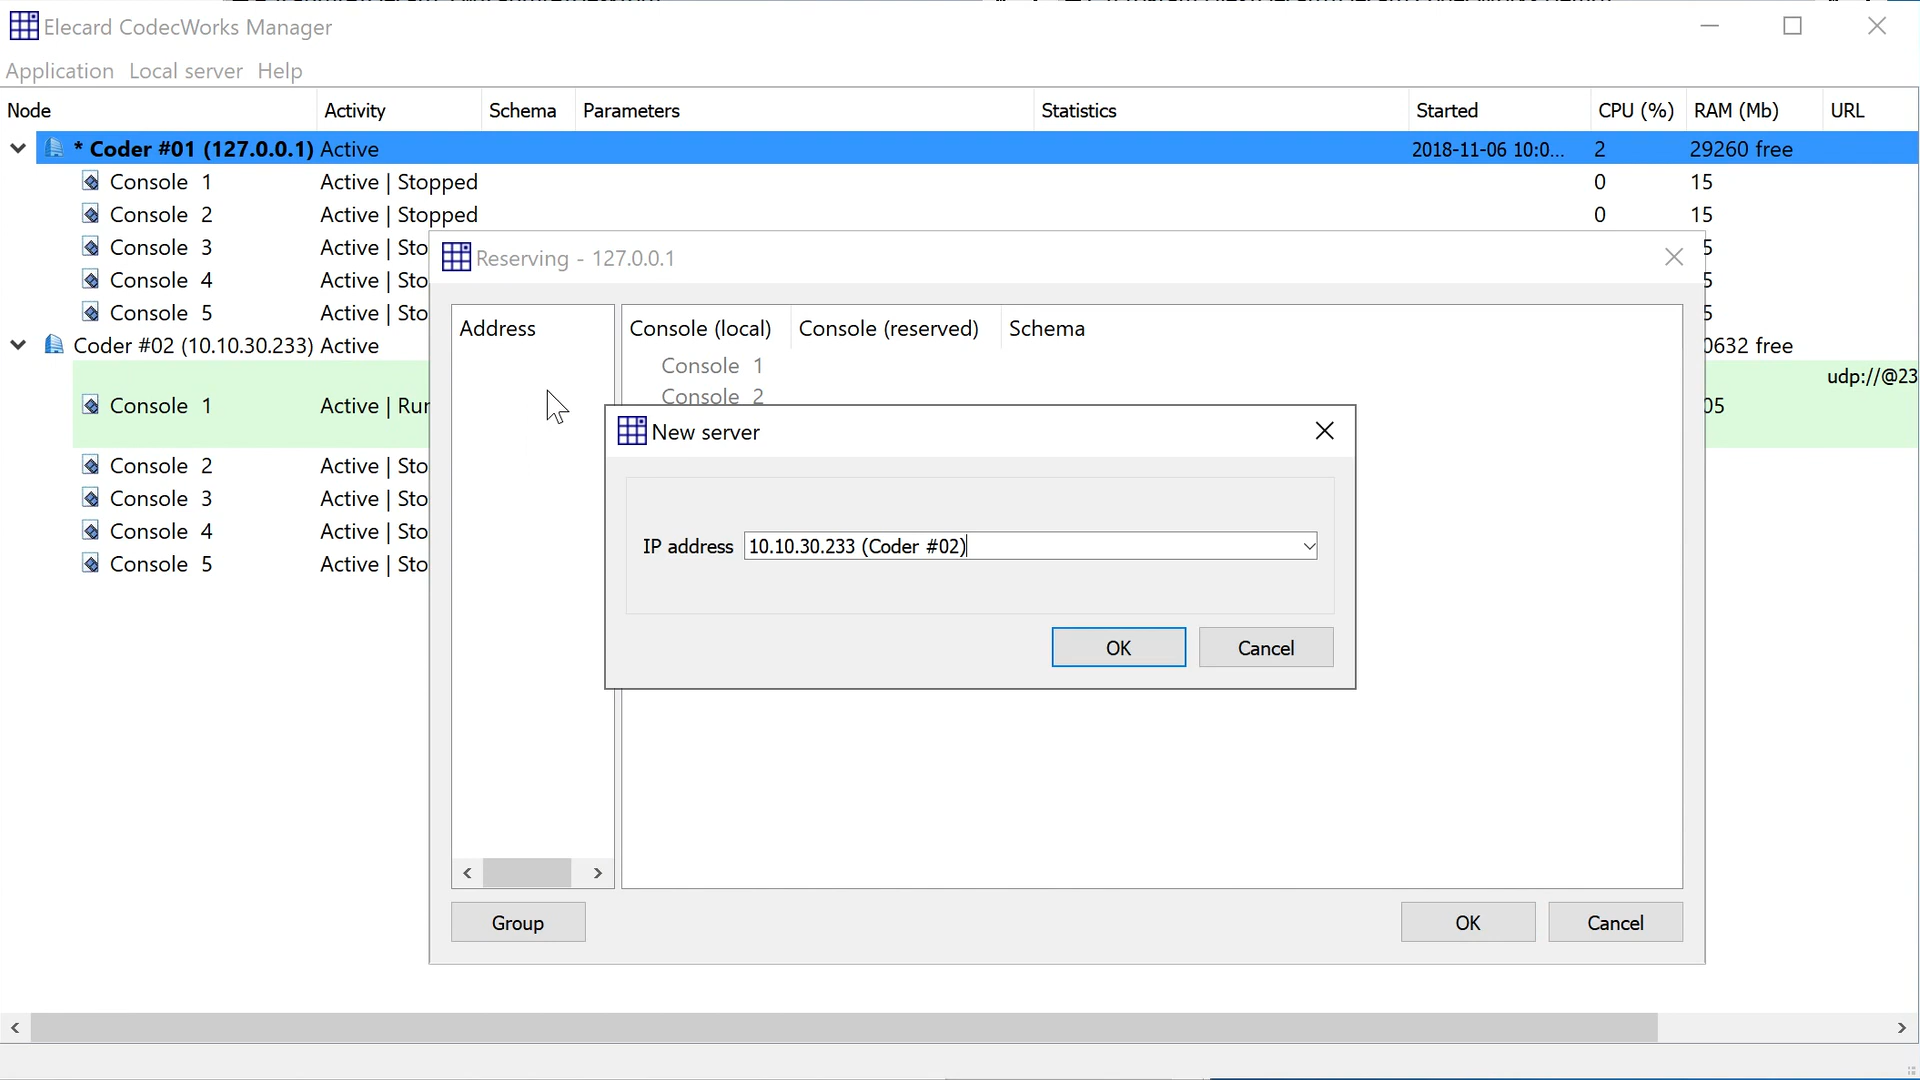 Elecard CodecWorks Manager
Application Local server Help
Node Activity Schema Parameters Statistics Started CPU (%) RAM (Mb) URL
* Coder #01 (127.0.0.1) Active 2018-11-06 10:0... 2 29260 free
Console 1 Active | Stopped 0 15
Console 2 Active | Stopped 0 15
Console 3 Active | Sto 5
Console 4 Active | Sto 5
Console 5 Active | Sto 5
Coder #02 (10.10.30.233) Active 0632 free
udp://@23
Console 1 Active | Rur 05
Console 2 Active | Sto
Console 3 Active | Sto
Console 4 Active | Sto
Console 5 Active | Sto
Reserving - 127.0.0.1
Address Console (local) Console (reserved) Schema
Console 1
Console 2
New server
IP address 10.10.30.233 (Coder #02)
OK Cancel
Group OK Cancel